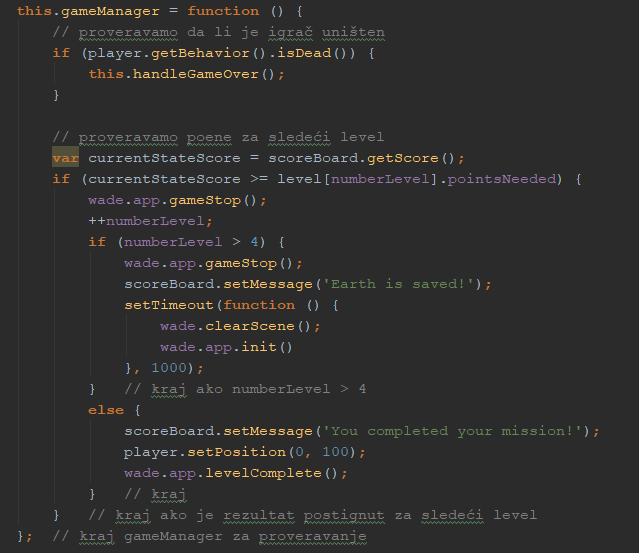 this.gameManager = function () {
    // proveravamo da li je igrač uništen
    if (player.getBehavior().isDead()) {
        this.handleGameOver();
    }

    // proveravamo poene za sledeći level
    var currentStateScore = scoreBoard.getScore();
    if (currentStateScore >= level[numberLevel].pointsNeeded) {
        wade.app.gameStop();
        ++numberLevel;
        if (numberLevel > 4) {
            wade.app.gameStop();
            scoreBoard.setMessage('Earth is saved!');
            setTimeout(function () {
                wade.clearScene();
                wade.app.init()
            }, 1000);
        }   // kraj ako numberLevel > 4
        else {
            scoreBoard.setMessage('You completed your mission!');
            player.setPosition(0, 100);
            wade.app.levelComplete();
        }   // kraj
    }   // kraj ako je rezultat postignut za sledeći level
};  // kraj gameManager za proveravanje